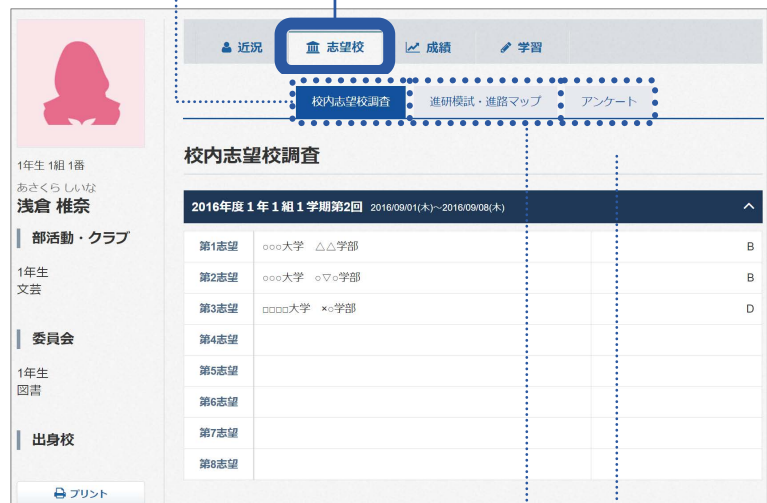 近況
志望校
成績
学習
校内志望校調査
進研模試・進路マップ
アンケート
1年生 1組 1番
あさくら しいな
浅倉 椎奈
部活動・クラブ
1年生
文芸
委員会
1年生
図書
出身校
プリント
校内志望校調査
2016年度1年1組1学期第2回 2016/09/01(木)~2016/09/08(木)
第1志望 ○○○大学 △△学部 B
第2志望 ○○○大学 ○▽○学部 B
第3志望 □□□□大学 ×○学部 D
第4志望
第5志望
第6志望
第7志望
第8志望